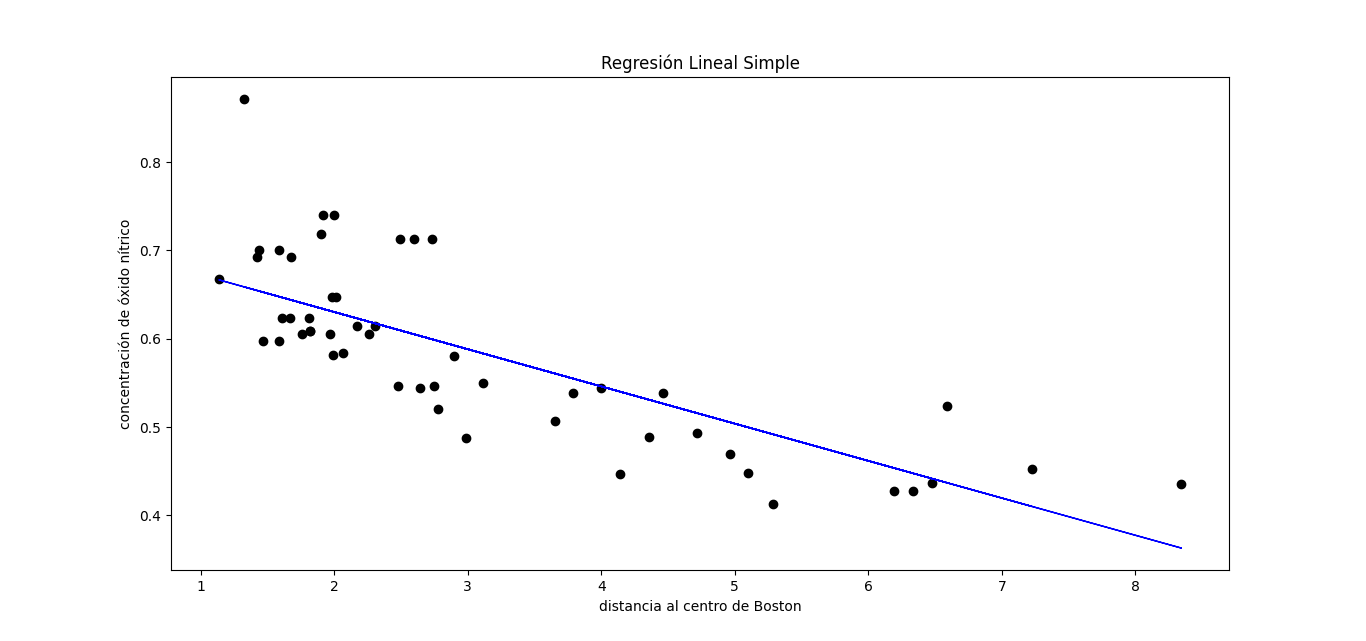 Regresión Lineal Simple
concentración de óxido nítrico
0.8
0.7
0.6
0.5
0.4
1 2 3 4 5 6 7 8
distancia al centro de Boston